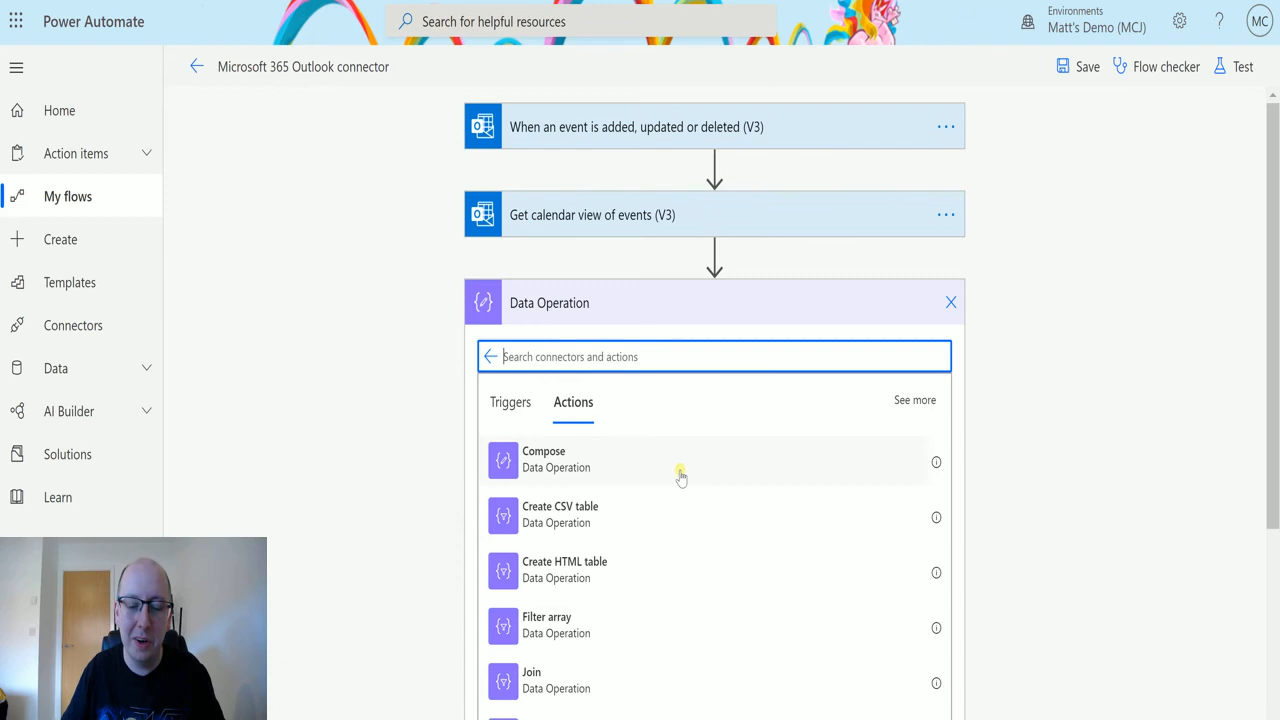 Power Automate
Search for helpful resources
Environments
Matt's Demo (MCJ)
?
MC
Microsoft 365 Outlook connector
Save
Flow checker
Test
Home
Action items
My flows
Create
Templates
Connectors
Data
AI Builder
Solutions
Learn
When an event is added, updated or deleted (V3)
Get calendar view of events (V3)
Data Operation
Search connectors and actions
Triggers
Actions
See more
Compose
Data Operation
Create CSV table
Data Operation
Create HTML table
Data Operation
Filter array
Data Operation
Join
Data Operation